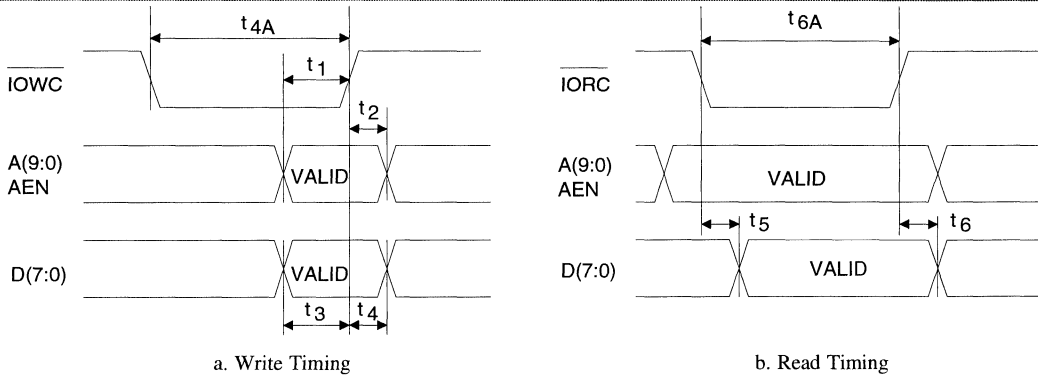 t4A
t1
IOWC
t2
A(9:0)
AEN
VALID
D(7:0)
VALID
t3
t4
a. Write Timing
t6A
IORC
A(9:0)
AEN
VALID
t5
t6
D(7:0)
VALID
b. Read Timing